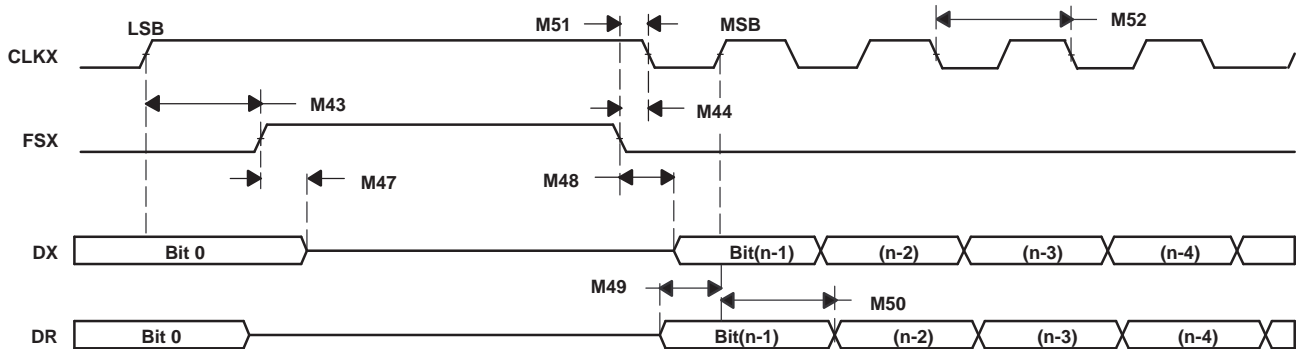 LSB M51 MSB M52
CLKX
M43 M44
FSX
M47 M48
DX Bit 0 Bit(n-1) (n-2) (n-3) (n-4)
M49 M50
DR Bit 0 Bit(n-1) (n-2) (n-3) (n-4)